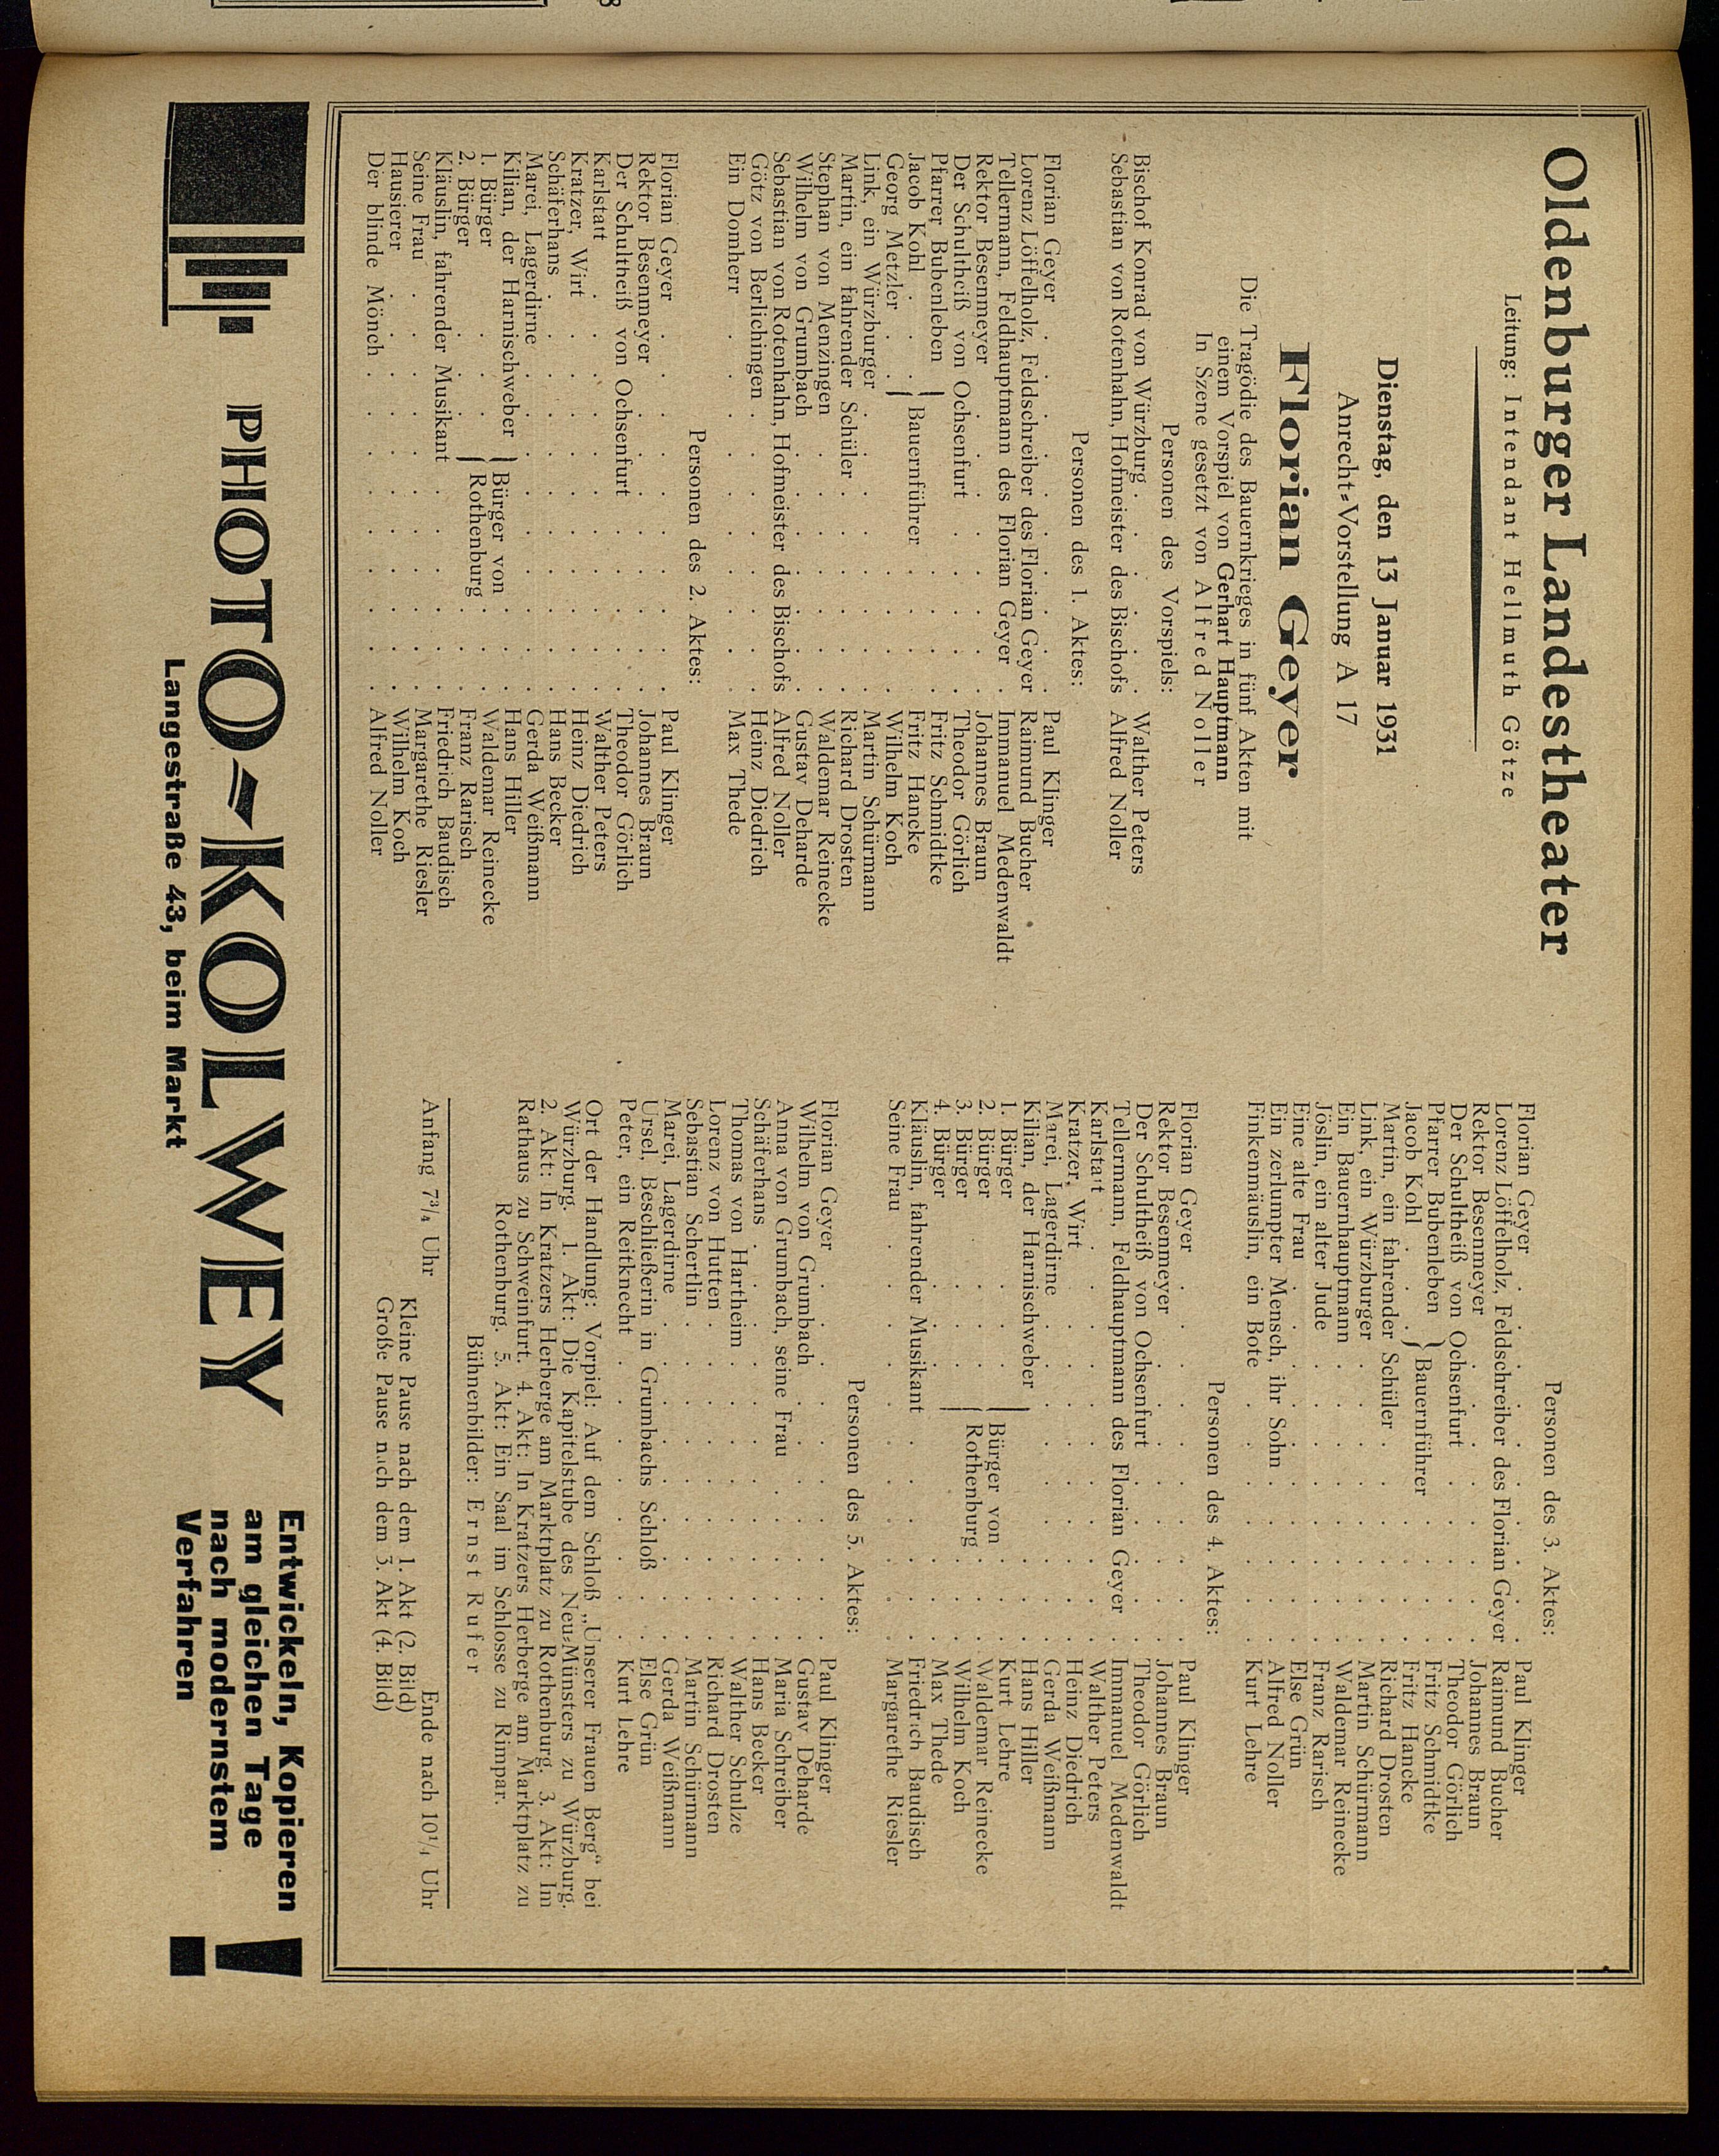 Oldenburger Landestheater
Leitung: Intendant Hellmuth Götze
Dienstag, den 13 Januar 1931
Anrecht-Vorstellung A 17
Florian Geyer
Die Tragödie des Bauernkrieges in fünf Akten mit
einem Vorspiel von Gerhart Hauptmann
In Szene gesetzt von Alfred Noller
Personen des Vorspiels:
Bischof Konrad von Würzburg . . . . Walther Peters
Sebastian von Rotenhahn, Hofmeister des Bischofs Alfred Noller
Personen des 1. Aktes:
Florian Geyer . . . . . . . . Paul Klinger
Lorenz Löffelholz, Feldschreiber des Florian Geyer Raimund Bucher
Tellermann, Feldhauptmann des Florian Geyer . Immanuel Medenwaldt
Rektor Besenmeyer . . . . . . . Johannes Braun
Der Schultheiß von Ochsenfurt . . . . . Theodor Görlich
Pfarrer Bubenleben } . . . Fritz Schmidtke
Jacob Kohl . . . } Bauernführer . . . Fritz Hancke
Georg Metzler . . } . . . Wilhelm Koch
Link, ein Würzburger . . . . . . . Martin Schürmann
Martin, ein fahrender Schüler . . . . . . Richard Drosten
Stephan von Menzingen . . . . . . Waldemar Reinecke
Wilhelm von Grumbach . . . . . . Gustav Deharde
Sebastian von Rotenhahn, Hofmeister des Bischofs Alfred Noller
Götz von Berlichingen . . . . . . . Heinz Diedrich
Ein Domherr . . . . . . . . . Max Thede
Personen des 2. Aktes:
Florian Geyer . . . . . . . . . Paul Klinger
Rektor Besenmeyer . . . . . . . Johannes Braun
Der Schultheiß von Ochsenfurt . . . . . Theodor Görlich
Karlstatt . . . . . . . . . . Walther Peters
Kratzer, Wirt . . . . . . . . . Heinz Diedrich
Schäferhans . . . . . . . . . . Hans Becker
Marei, Lagerdirne . . . . . . . . Gerda Weißmann
Kilian, der Harnischweber } . . . Hans Hiller
1. Bürger . . . } Bürger von . . . Waldemar Reinecke
2. Bürger . . . . } Rothenburg . . . Franz Rarisch
Kläuslin, fahrender Musikant . . . . . . Friedrich Baudisch
Seine Frau . . . . . . . . . . Margarethe Riesler
Hausierer . . . . . . . . . . Wilhelm Koch
Der blinde Mönch . . . . . . . . Alfred Noller
Personen des 3. Aktes:
Florian Geyer . . . . . . . . . Paul Klinger
Lorenz Löffelholz, Feldschreiber des Florian Geyer Raimund Bucher
Rektor Besenmeyer . . . . . . . Johannes Braun
Der Schultheiß von Ochsenfurt . . . . . Theodor Görlich
Pfarrer Bubenleben } . . . . Fritz Schmidtke
Jacob Kohl . . . } Bauernführer . . . . Fritz Hancke
Martin, ein fahrender Schüler . . . . . . Richard Drosten
Link, ein Würzburger . . . . . . . Martin Schürmann
Ein Bauernhauptmann . . . . . . . Waldemar Reinecke
Jöslin, ein alter Jude . . . . . . . Franz Rarisch
Eine alte Frau . . . . . . . . . Else Grün
Ein zerlumpter Mensch, ihr Sohn . . . . . Alfred Noller
Finkenmäuslin, ein Bote . . . . . . . Kurt Lehre
Personen des 4. Aktes:
Florian Geyer . . . . . . . . . Paul Klinger
Rektor Besenmeyer . . . . . . . Johannes Braun
Der Schultheiß von Ochsenfurt . . . . . Theodor Görlich
Tellermann, Feldhauptmann des Florian Geyer . Immanuel Medenwaldt
Karlstatt . . . . . . . . . . Walther Peters
Kratzer, Wirt . . . . . . . . . Heinz Diedrich
Marei, Lagerdirne . . . . . . . . Gerda Weißmann
Kilian, der Harnischweber } . . . Hans Hiller
1. Bürger . . . } Bürger von . . . Kurt Lehre
2. Bürger . . . } Rothenburg . . . Waldemar Reinecke
3. Bürger . . . } . . . Wilhelm Koch
4. Bürger . . . . } . . . Max Thede
Kläuslin, fahrender Musikant . . . . . . Friedrich Baudisch
Seine Frau . . . . . . . . . . Margarethe Riesler
Personen des 5. Aktes:
Florian Geyer . . . . . . . . . Paul Klinger
Wilhelm von Grumbach . . . . . . Gustav Deharde
Anna von Grumbach, seine Frau . . . . . Maria Schreiber
Schäferhans . . . . . . . . . . Hans Becker
Thomas von Hartheim . . . . . . . Walther Schulze
Lorenz von Hutten . . . . . . . . Richard Drosten
Sebastian Schertlin . . . . . . . . Martin Schürmann
Marei, Lagerdirne . . . . . . . . Gerda Weißmann
Ursel, Beschließerin in Grumbachs Schloß . . Else Grün
Peter, ein Reitknecht . . . . . . . . Kurt Lehre
Ort der Handlung: Vorpiel: Auf dem Schloß „Unserer Frauen Berg“ bei
Würzburg. 1. Akt: Die Kapitelstube des Neu-Münsters zu Würzburg.
2. Akt: In Kratzers Herberge am Marktplatz zu Rothenburg. 3. Akt: Im
Rathaus zu Schweinfurt. 4. Akt: In Kratzers Herberge am Marktplatz zu
Rothenburg. 5. Akt: Ein Saal im Schlosse zu Rimpar.
Bühnenbilder: Ernst Rufer
Anfang 7¾ Uhr Ende nach 10¼ Uhr
Kleine Pause nach dem 1. Akt (2. Bild)
Große Pause nach dem 3. Akt (4. Bild)
PHOTO-KOLWEY
Langestraße 43, beim Markt
Entwickeln, Kopieren
am gleichen Tage
nach modernstem
Verfahren !